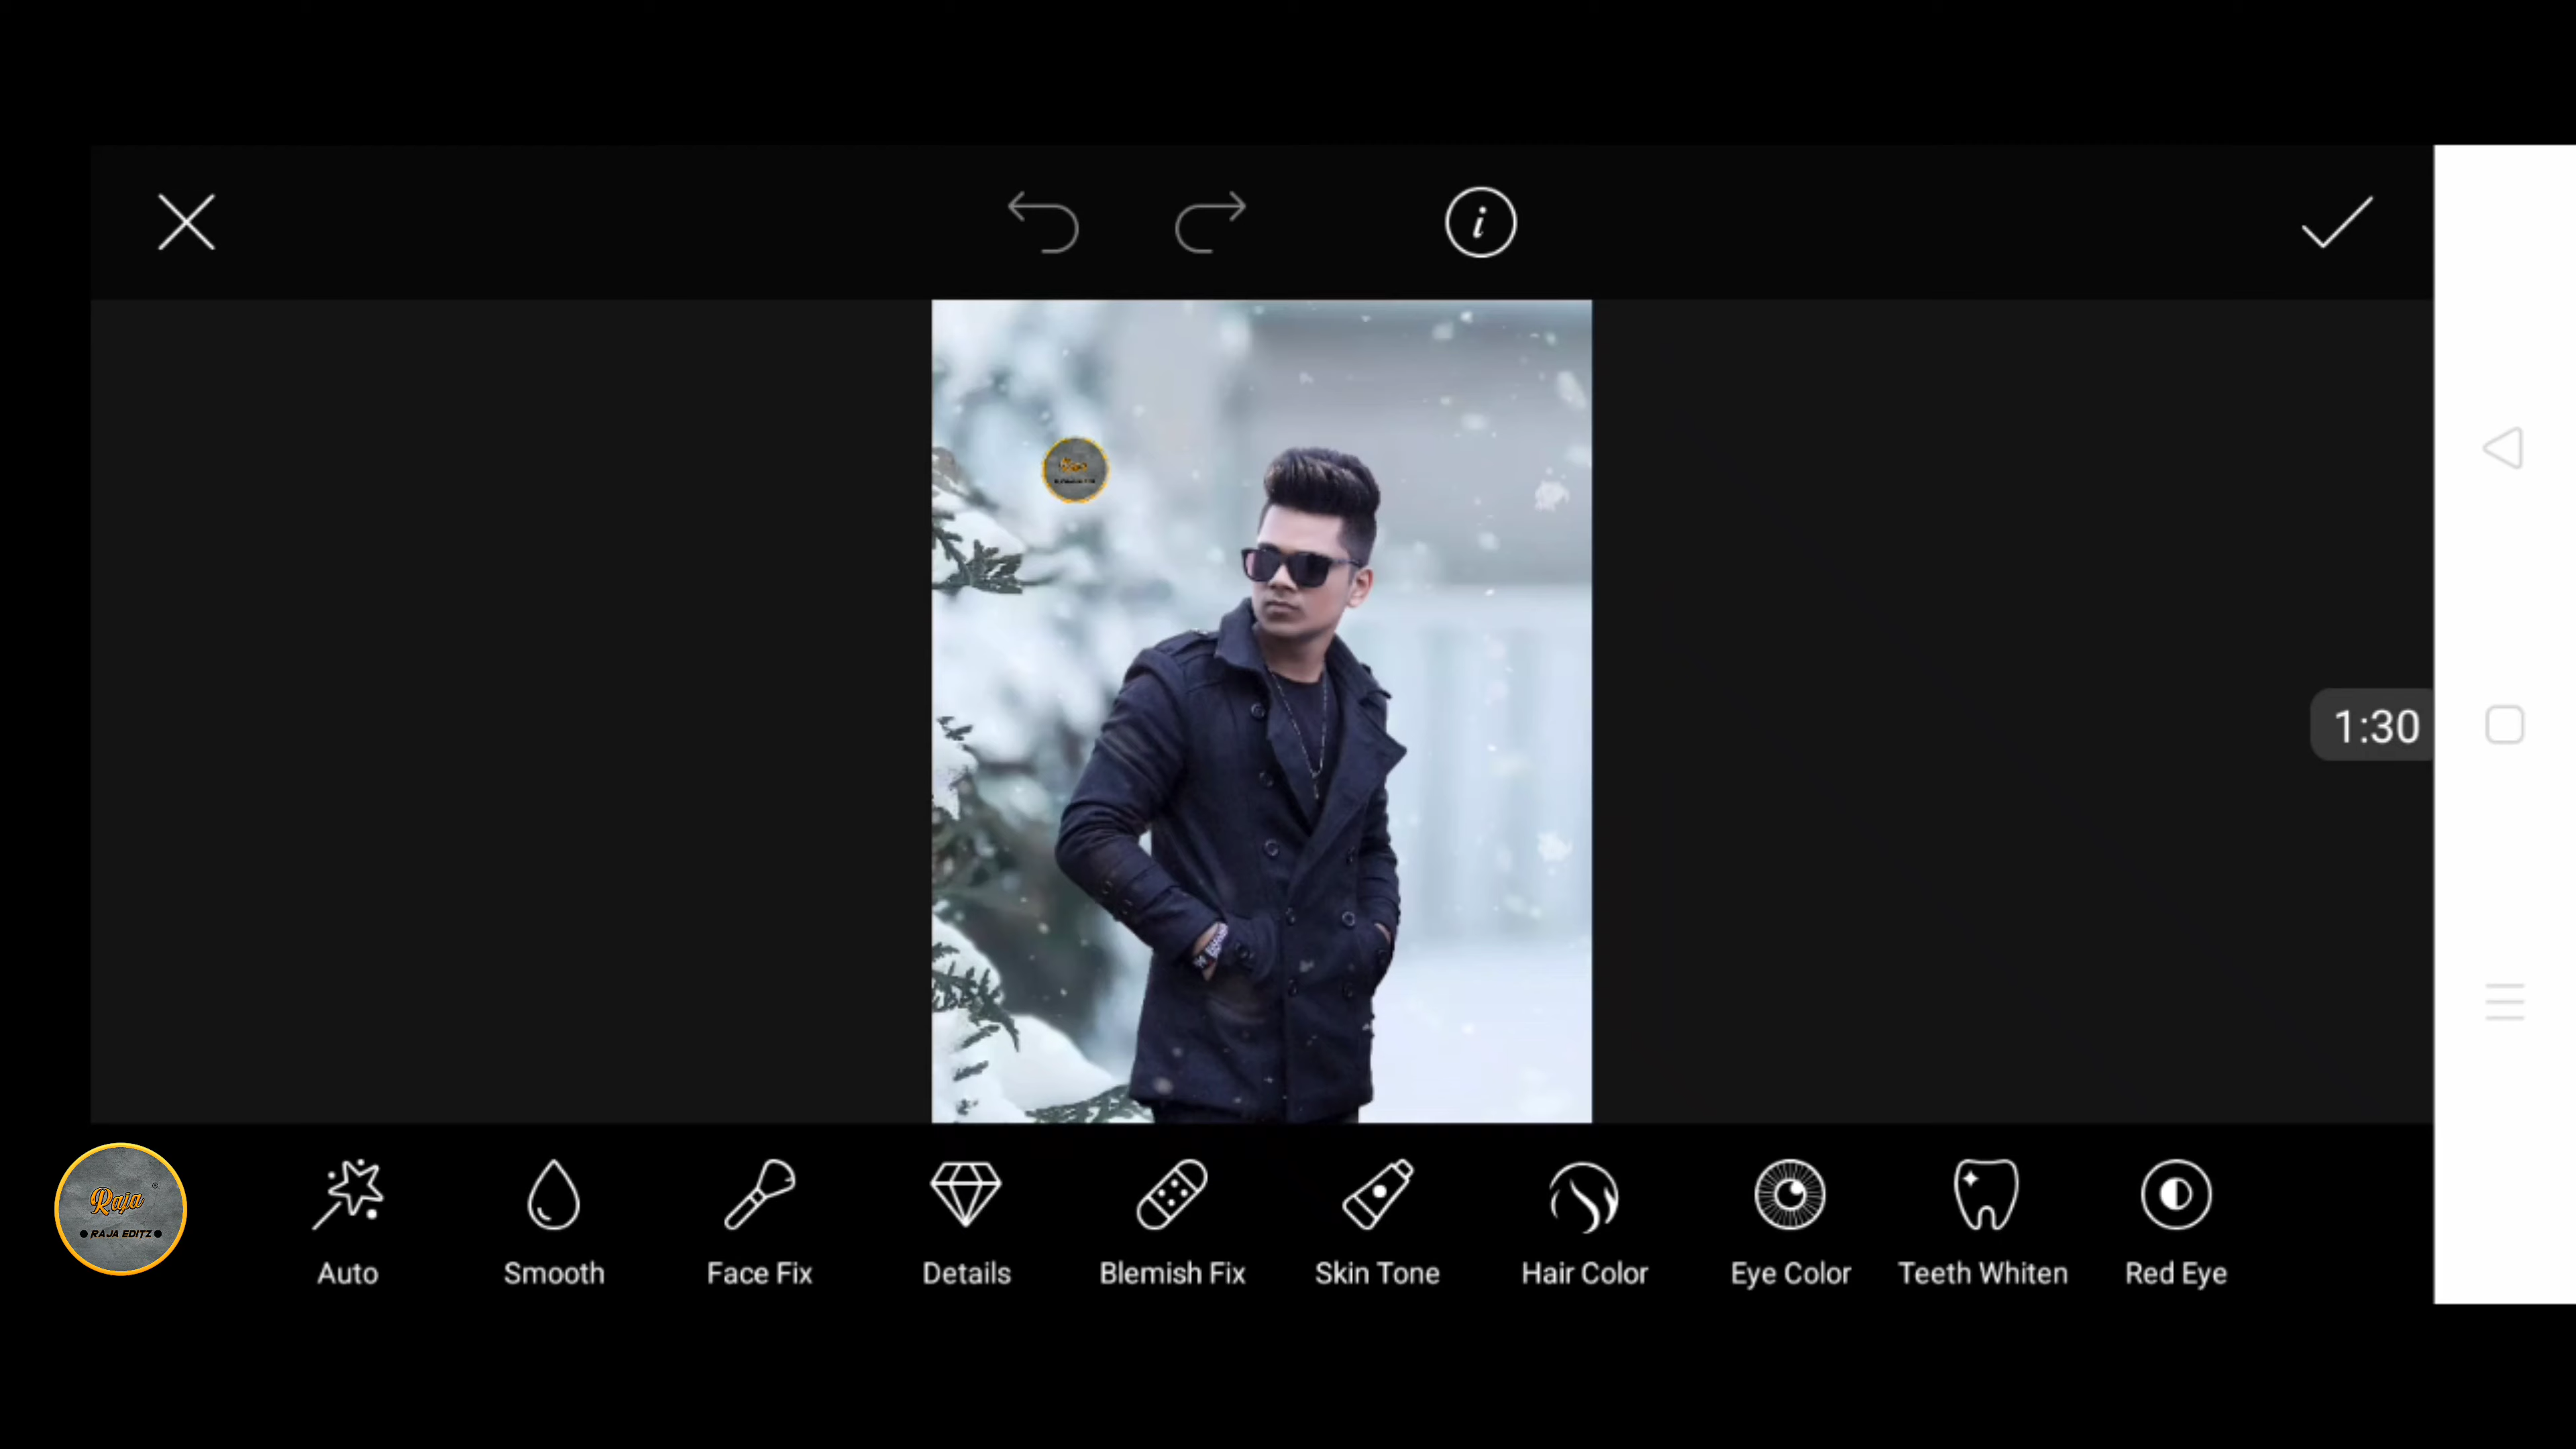 1:30
Raja
®
●RAJA EDITZ●
Auto
Smooth
Face Fix
Details
Blemish Fix
Skin Tone
Hair Color
Eye Color
Teeth Whiten
Red Eye